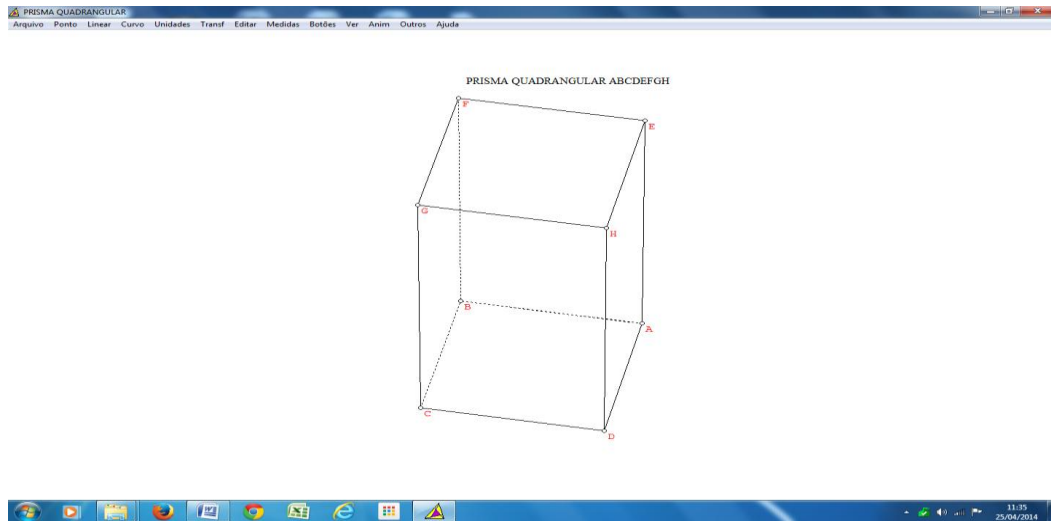 PRISMA QUADRANGULAR
Arquivo Ponto Linear Curvo Unidades Transf Editar Medidas Botões Ver Anim Outros Ajuda
PRISMA QUADRANGULAR ABCDEFGH
F
E
G
H
B
A
C
D
11:35
25/04/2014